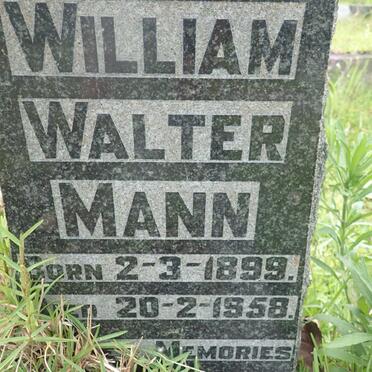 WILLIAM
WALTER
MANN
BORN 2-3-1899.
20-2-1958.
MEMORIES